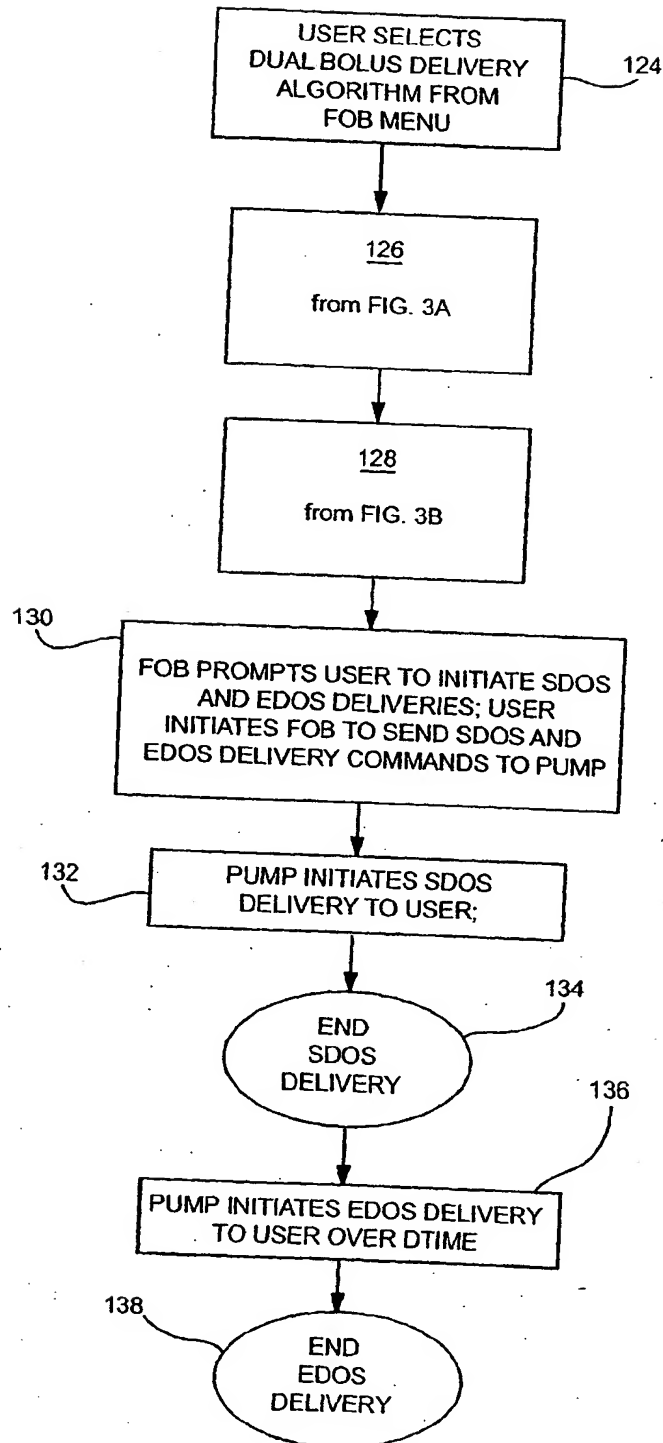 USER SELECTS
DUAL BOLUS DELIVERY
ALGORITHM FROM
FOB MENU
124
126
from FIG. 3A
128
from FIG. 3B
130
FOB PROMPTS USER TO INITIATE SDOS
AND EDOS DELIVERIES; USER
INITIATES FOB TO SEND SDOS AND
EDOS DELIVERY COMMANDS TO PUMP
132
PUMP INITIATES SDOS
DELIVERY TO USER;
134
END
SDOS
DELIVERY
136
PUMP INITIATES EDOS DELIVERY
TO USER OVER DTIME
138
END
EDOS
DELIVERY